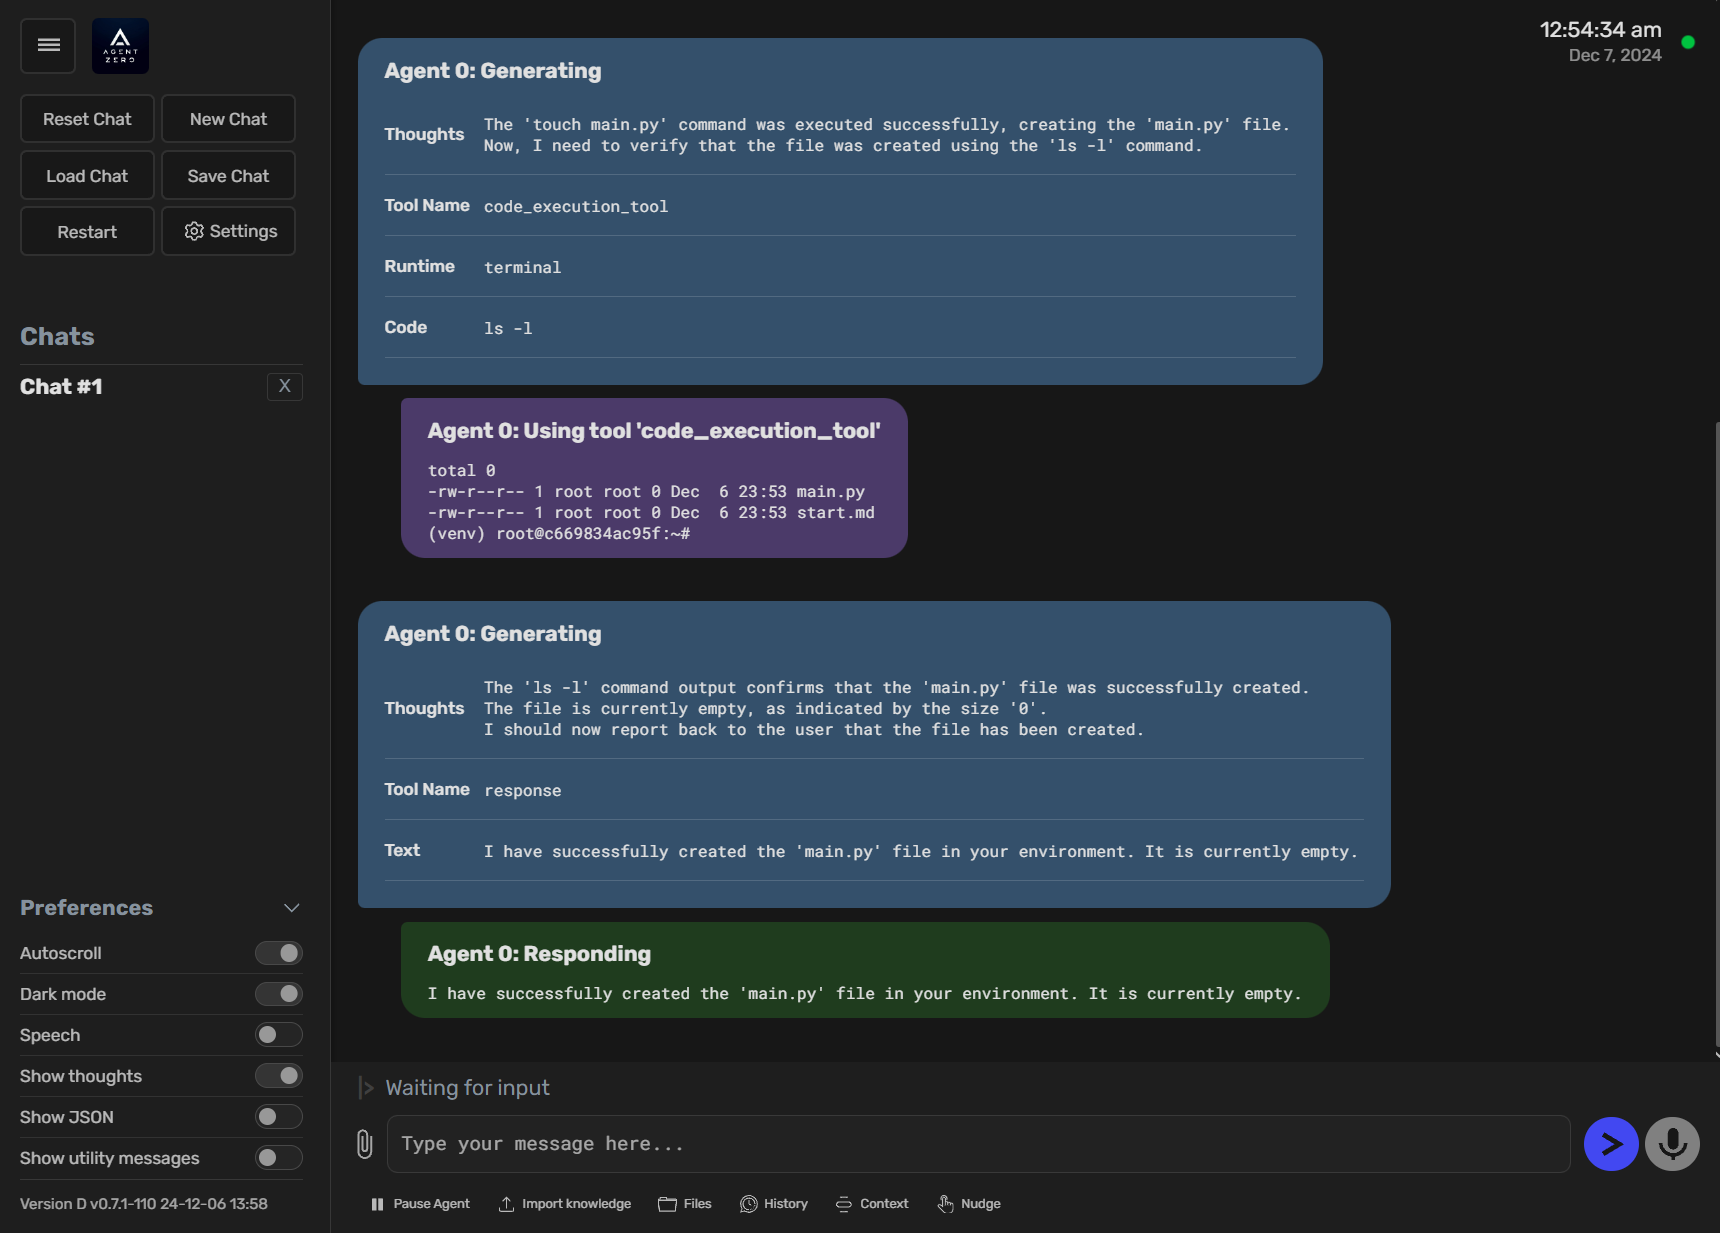 AGENT
ZERO
Reset Chat
New Chat
Load Chat
Save Chat
Restart
Settings
Chats
Chat #1
X
Preferences
Autoscroll
Dark mode
Speech
Show thoughts
Show JSON
Show utility messages
Version D v0.7.1-110 24-12-06 13:58
12:54:34 am
Dec 7, 2024
Agent 0: Generating
Thoughts
The 'touch main.py' command was executed successfully, creating the 'main.py' file.
Now, I need to verify that the file was created using the 'ls -l' command.
Tool Name code_execution_tool
Runtime terminal
Code ls -l
Agent 0: Using tool 'code_execution_tool'
total 0
-rw-r--r-- 1 root root 0 Dec  6 23:53 main.py
-rw-r--r-- 1 root root 0 Dec  6 23:53 start.md
(venv) root@c669834ac95f:~#
Agent 0: Generating
Thoughts
The 'ls -l' command output confirms that the 'main.py' file was successfully created.
The file is currently empty, as indicated by the size '0'.
I should now report back to the user that the file has been created.
Tool Name response
Text I have successfully created the 'main.py' file in your environment. It is currently empty.
Agent 0: Responding
I have successfully created the 'main.py' file in your environment. It is currently empty.
|> Waiting for input
Type your message here...
Pause Agent
Import knowledge
Files
History
Context
Nudge